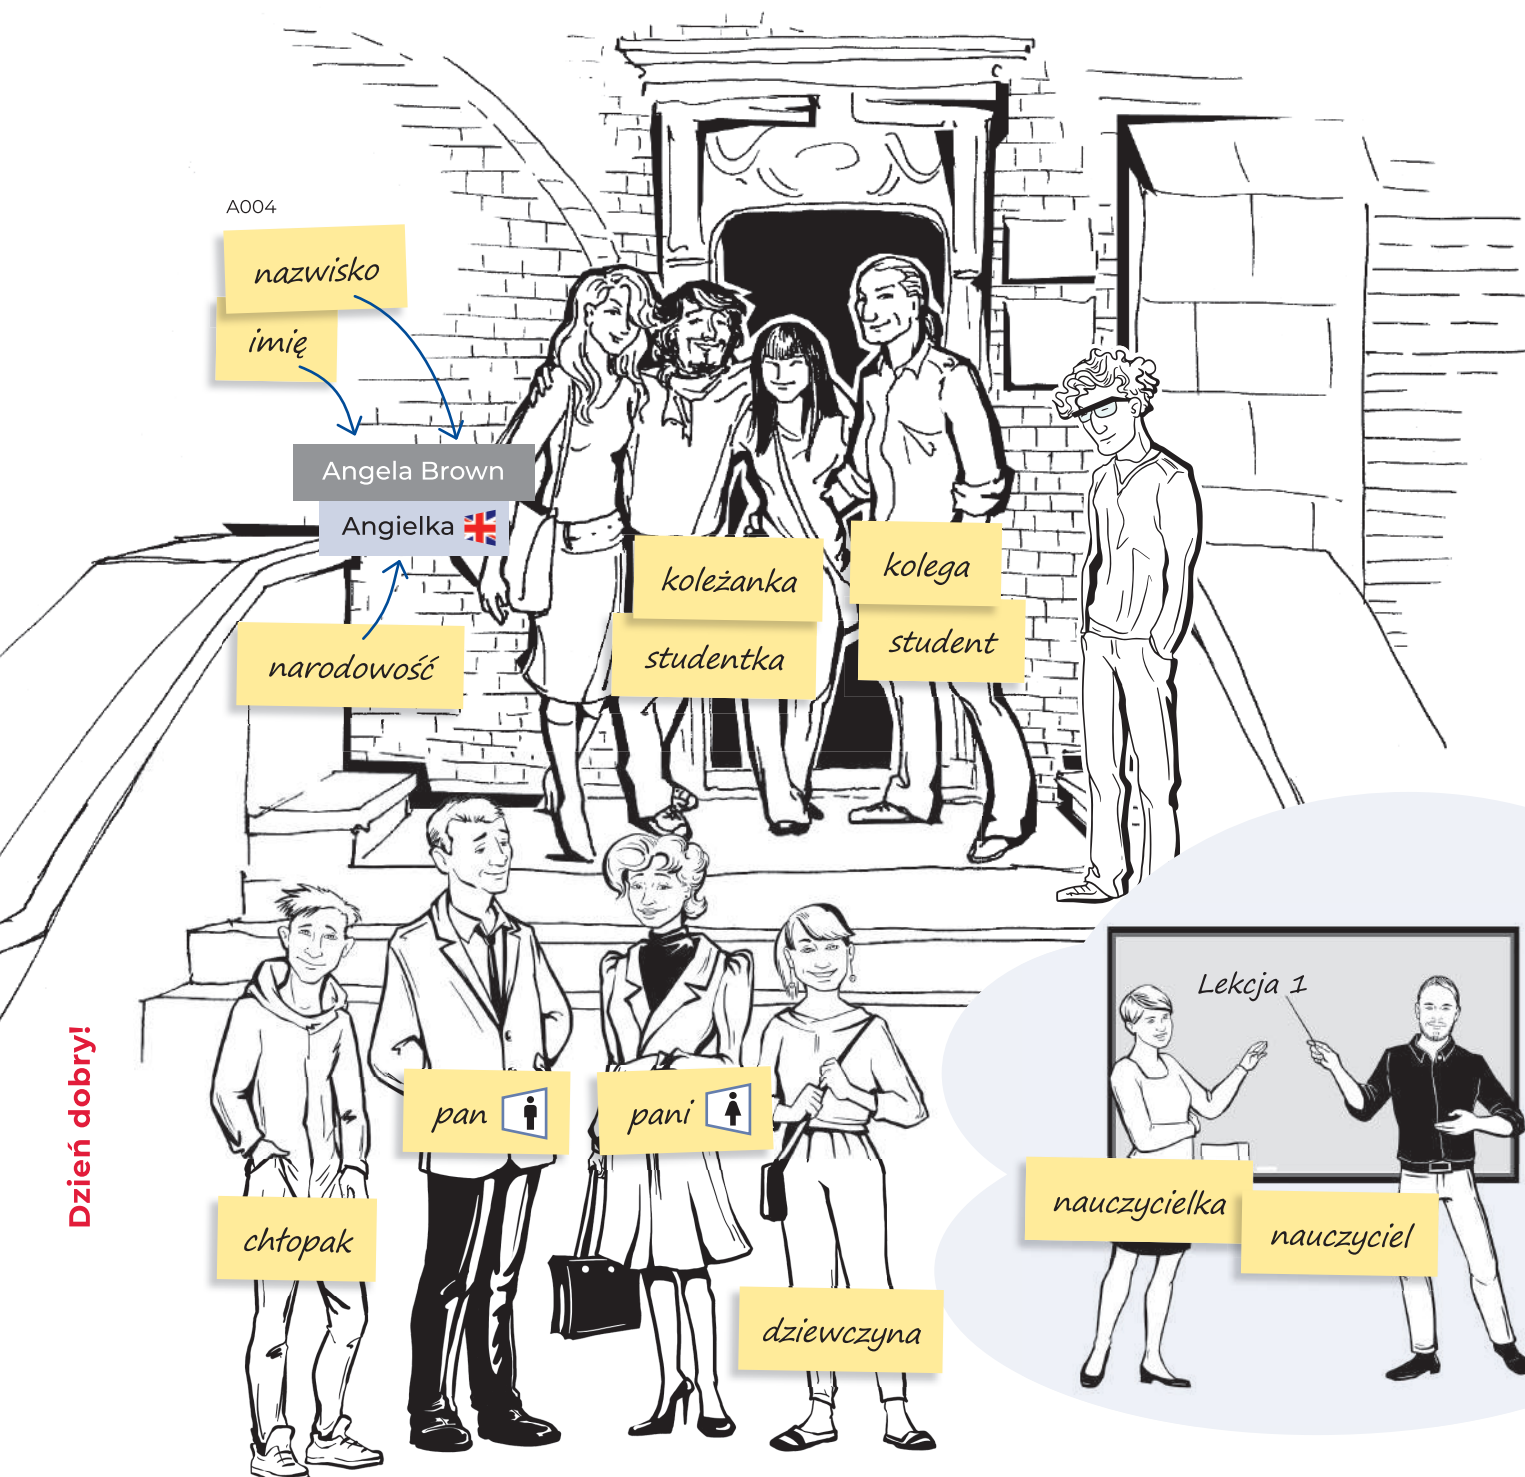 A004
nazwisko
imię
Angela Brown
Angielka
narodowość
koleżanka
studentka
kolega
student
Dzień dobry!
pan
pani
chłopak
dziewczyna
Lekcja 1
nauczycielka
nauczyciel